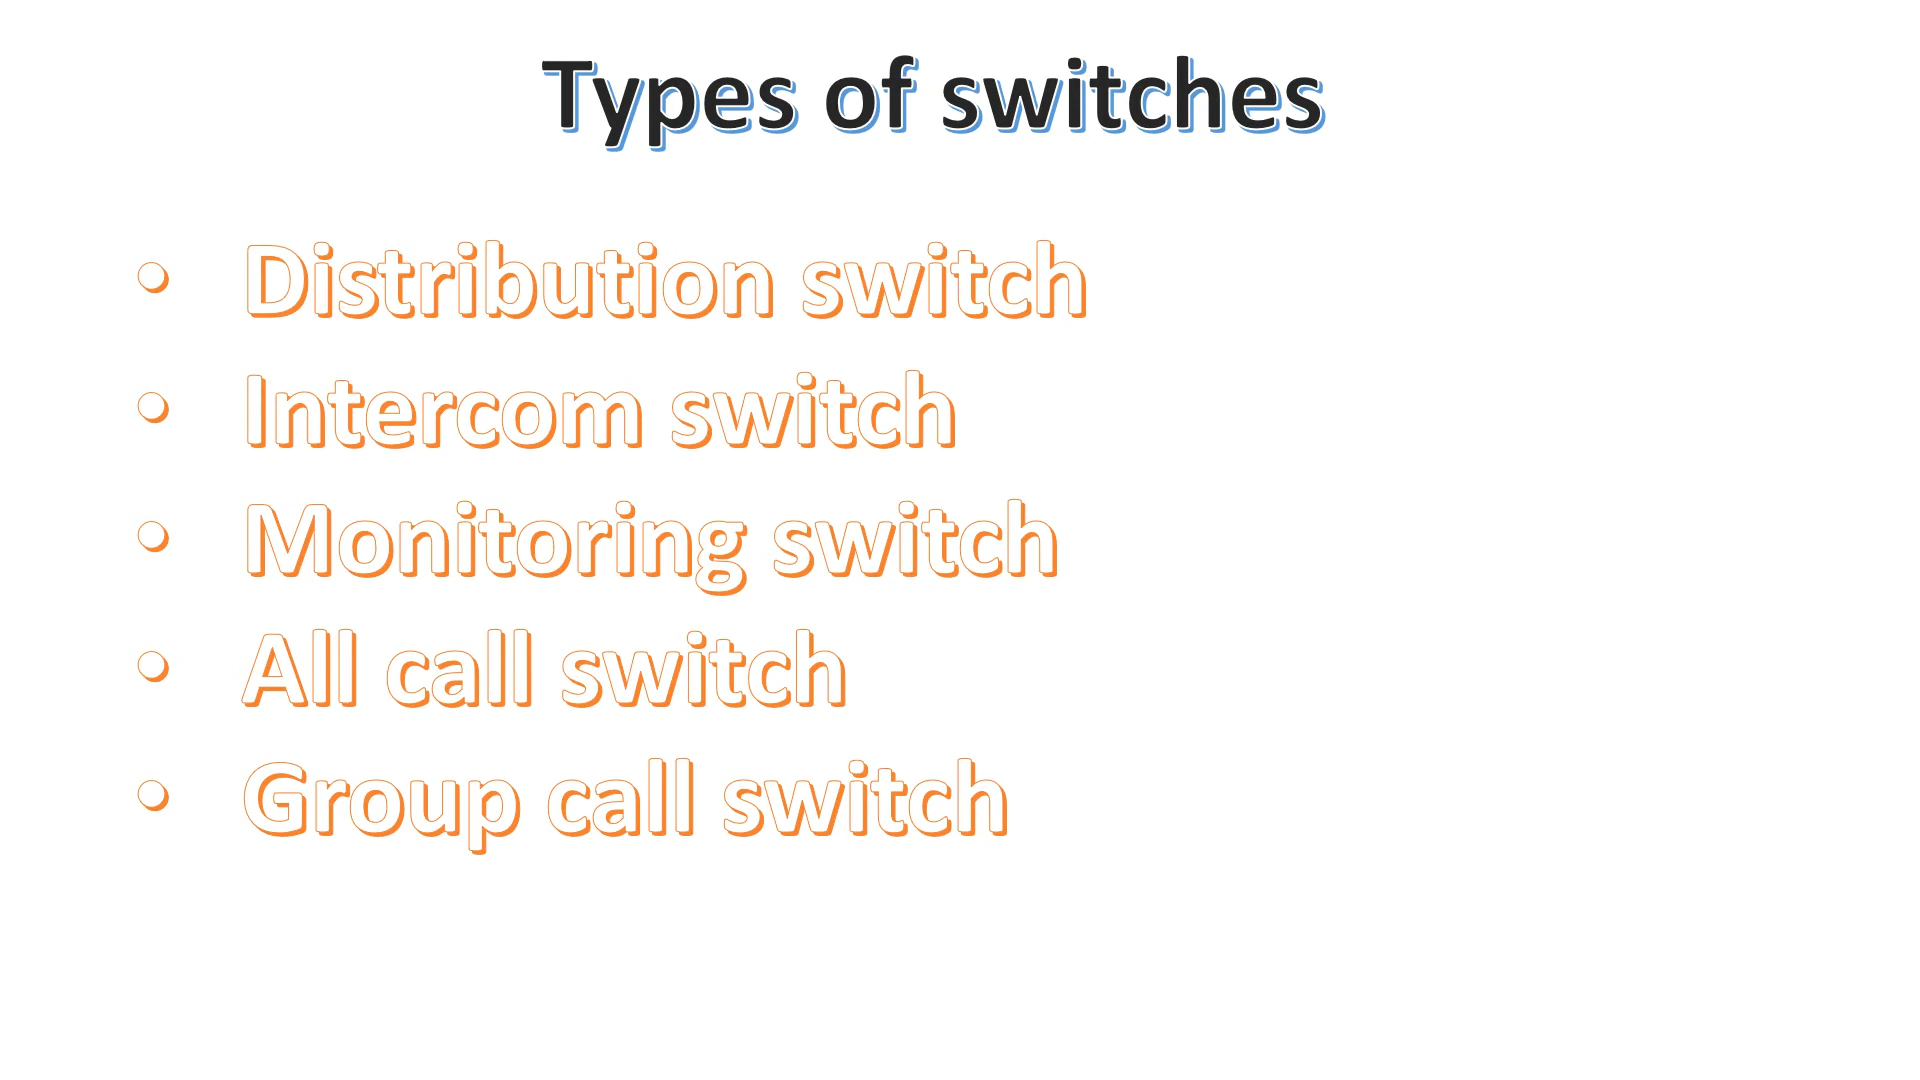 Types of switches
• Distribution switch
• Intercom switch
• Monitoring switch
• All call switch
• Group call switch